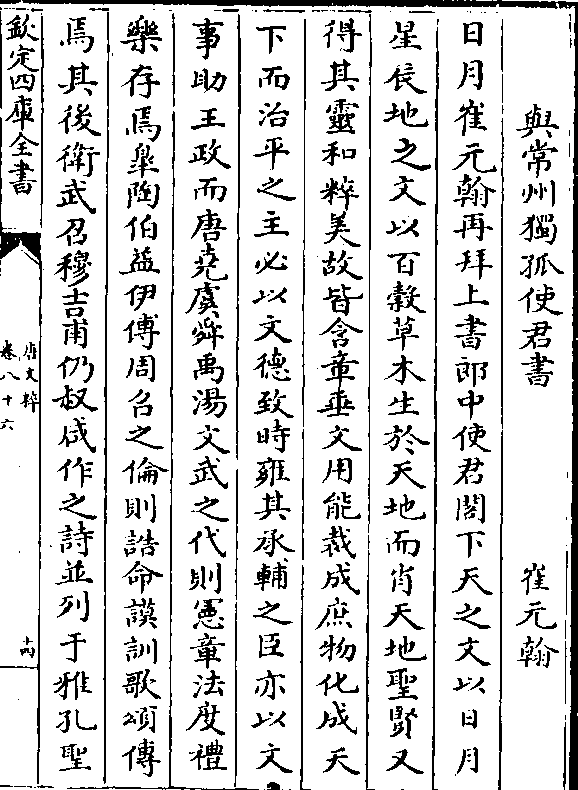 與常州獨孤使君書 崔元翰
日月崔元翰再拜上書郎中使君閣下天之文以日月
星辰地之文以百榖草木生於天地而肖天地聖賢又
得其靈和粹美故皆含章垂文用能裁成庶物化成天
下而治平之主必以文德致時雍其承輔之臣亦以文
事助王政而唐堯虞舜禹湯文武之代則憲章法度禮
樂存焉臯陶伯益伊傅周召之倫則誥命謨訓歌頌傳
焉其後衛武召穆吉甫仍叔咸作之詩並列于雅孔聖
欽定四庫全書
唐文粹
卷八十六
十四